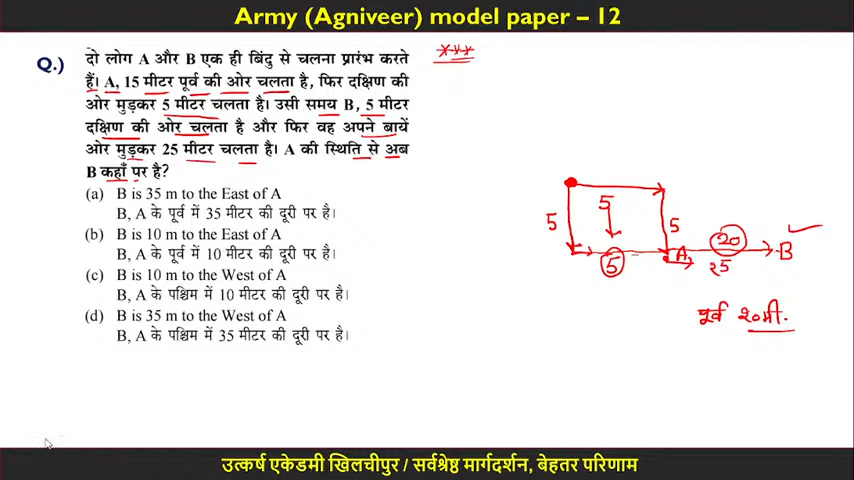 Army (Agniveer) model paper – 12
Q.)
दो लोग A और B एक ही बिंदु से चलना प्रारंभ करते
हैं। A, 15 मीटर पूर्व की ओर चलता है, फिर दक्षिण की
ओर मुड़कर 5 मीटर चलता है। उसी समय B, 5 मीटर
दक्षिण की ओर चलता है और फिर वह अपने बायें
ओर मुड़कर 25 मीटर चलता है। A की स्थिति से अब
B कहाँ पर है?
(a) B is 35 m to the East of A
B, A के पूर्व में 35 मीटर की दूरी पर है।
(b) B is 10 m to the East of A
B, A के पूर्व में 10 मीटर की दूरी पर है।
(c) B is 10 m to the West of A
B, A के पश्चिम में 10 मीटर की दूरी पर है।
(d) B is 35 m to the West of A
B, A के पश्चिम में 35 मीटर की दूरी पर है।
5
5
5
5
A
20
25
B
पूर्व २०मी.
उत्कर्ष एकेडमी खिलचीपुर / सर्वश्रेष्ठ मार्गदर्शन, बेहतर परिणाम